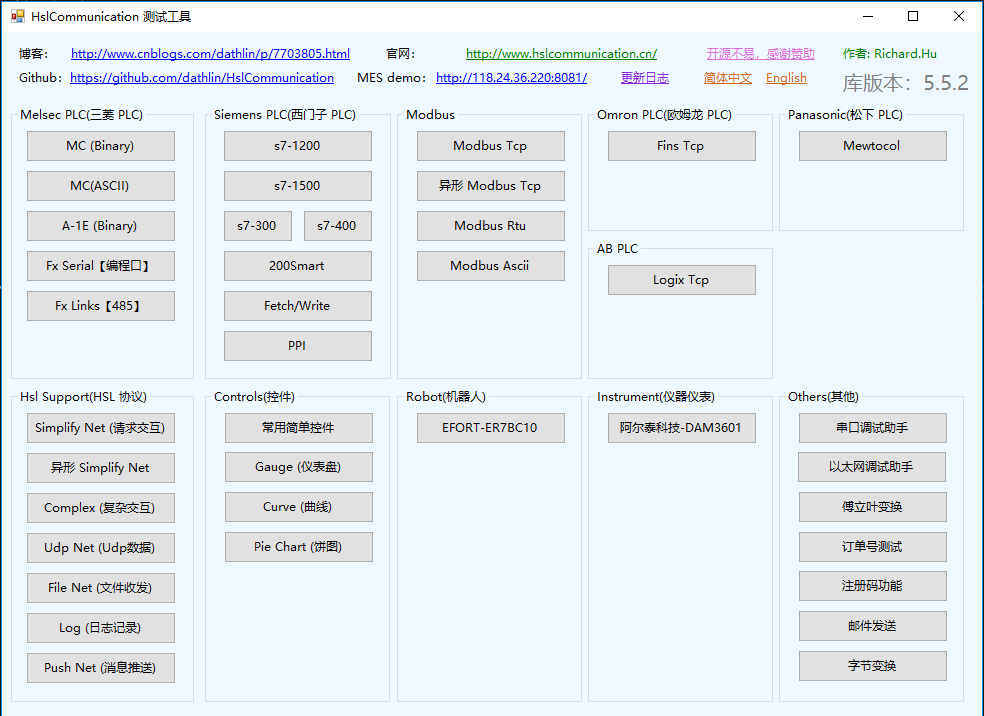 HslCommunication 测试工具
博客: http://www.cnblogs.com/dathlin/p/7703805.html 官网: http://www.hslcommunication.cn/ 开源不易，感谢赞助 作者: Richard.Hu
Github: https://github.com/dathlin/HslCommunication MES demo: http://118.24.36.220:8081/ 更新日志 简体中文 English 库版本: 5.5.2
Melsec PLC(三菱 PLC)
MC (Binary)
MC(ASCII)
A-1E (Binary)
Fx Serial【编程口】
Fx Links【485】
Siemens PLC(西门子 PLC)
s7-1200
s7-1500
s7-300 s7-400
200Smart
Fetch/Write
PPI
Modbus
Modbus Tcp
异形 Modbus Tcp
Modbus Rtu
Modbus Ascii
Omron PLC(欧姆龙 PLC)
Fins Tcp
AB PLC
Logix Tcp
Panasonic(松下 PLC)
Mewtocol
Hsl Support(HSL 协议)
Simplify Net (请求交互)
异形 Simplify Net
Complex (复杂交互)
Udp Net (Udp数据)
File Net (文件收发)
Log (日志记录)
Push Net (消息推送)
Controls(控件)
常用简单控件
Gauge (仪表盘)
Curve (曲线)
Pie Chart (饼图)
Robot(机器人)
EFORT-ER7BC10
Instrument(仪器仪表)
阿尔泰科技-DAM3601
Others(其他)
串口调试助手
以太网调试助手
傅立叶变换
订单号测试
注册码功能
邮件发送
字节变换